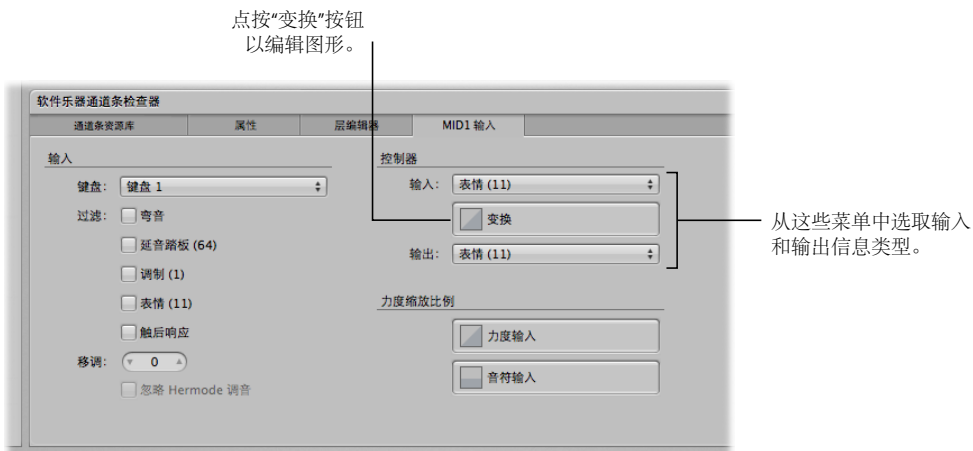 点按“变换”按钮
以编辑图形。
软件乐器通道条检查器
通道条资源库
属性
层编辑器
MIDI 输入
输入
键盘: 键盘 1
过滤: 弯音
延音踏板 (64)
调制 (1)
表情 (11)
触后响应
移调: 0
忽略 Hermode 调音
控制器
输入: 表情 (11)
变换
输出: 表情 (11)
力度缩放比例
力度输入
音符输入
从这些菜单中选取输入
和输出信息类型。